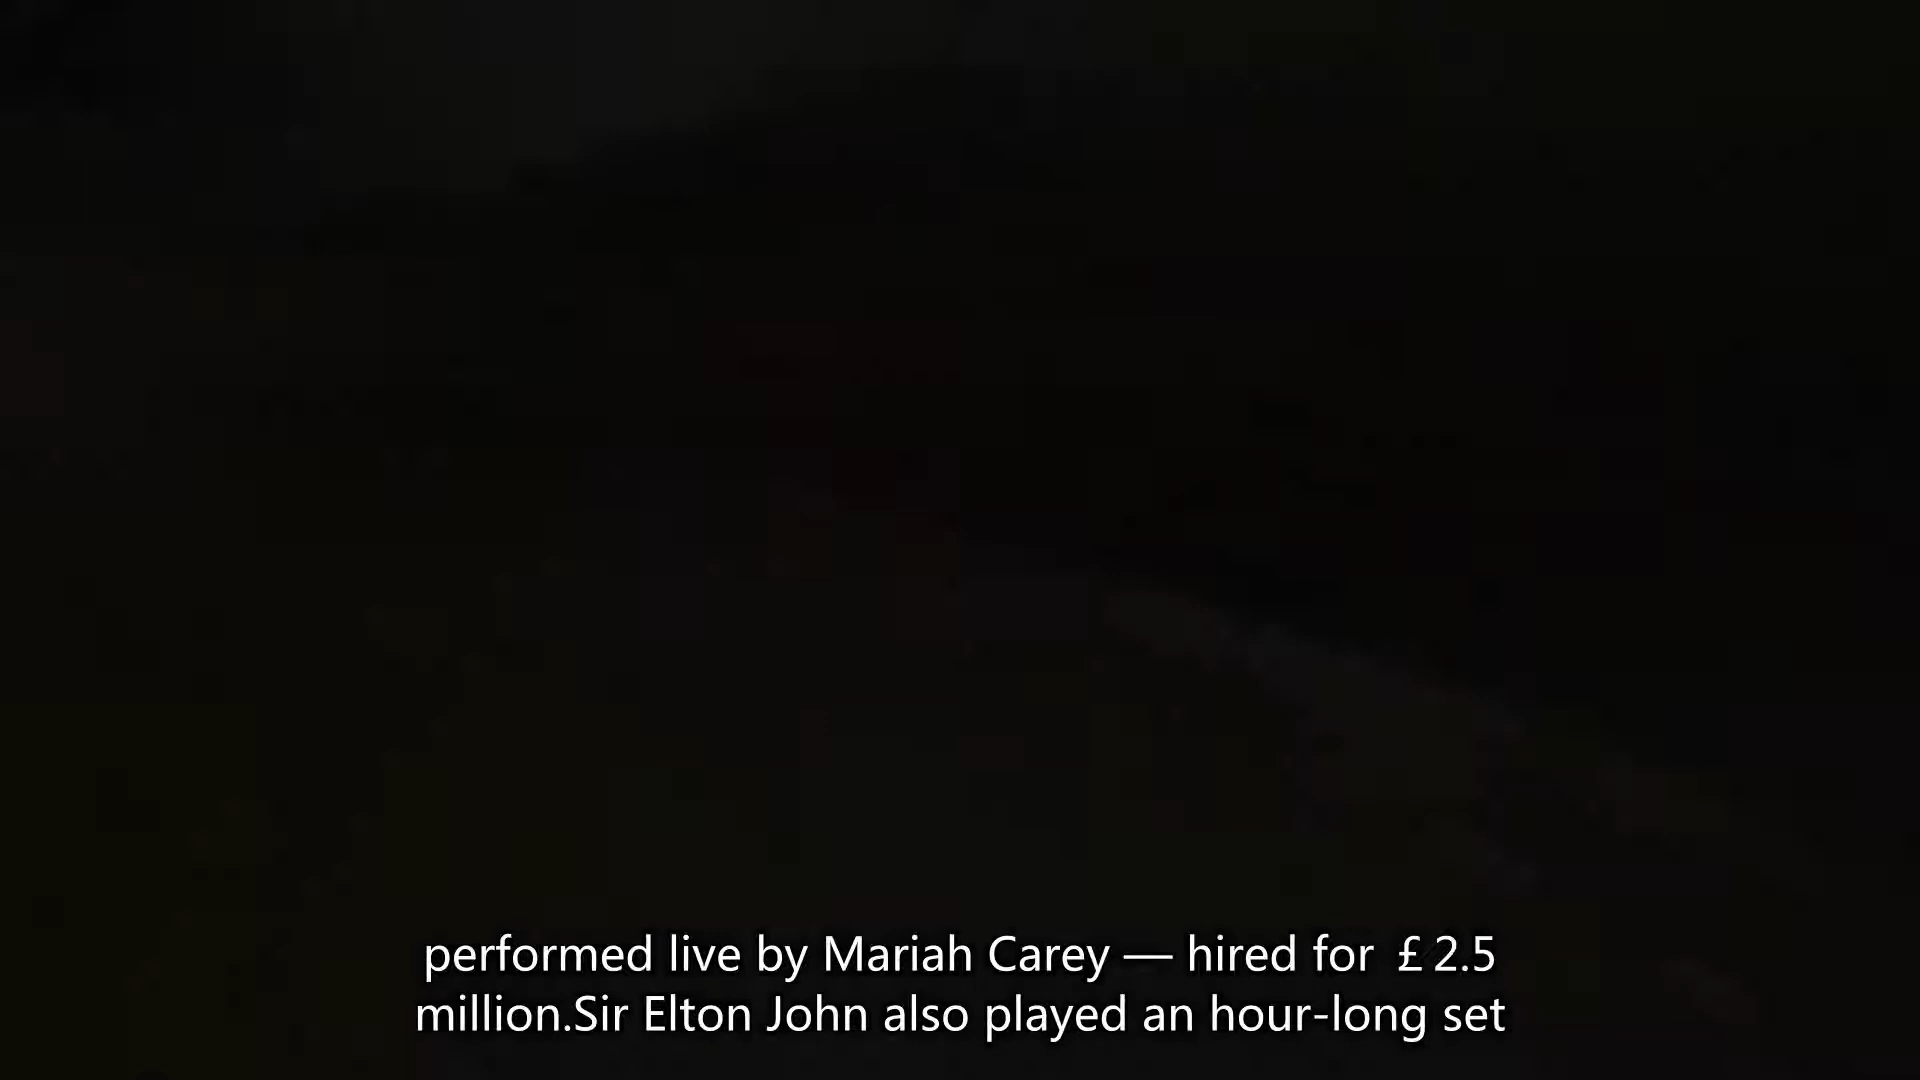 performed live by Mariah Carey — hired for £2.5
million.Sir Elton John also played an hour-long set